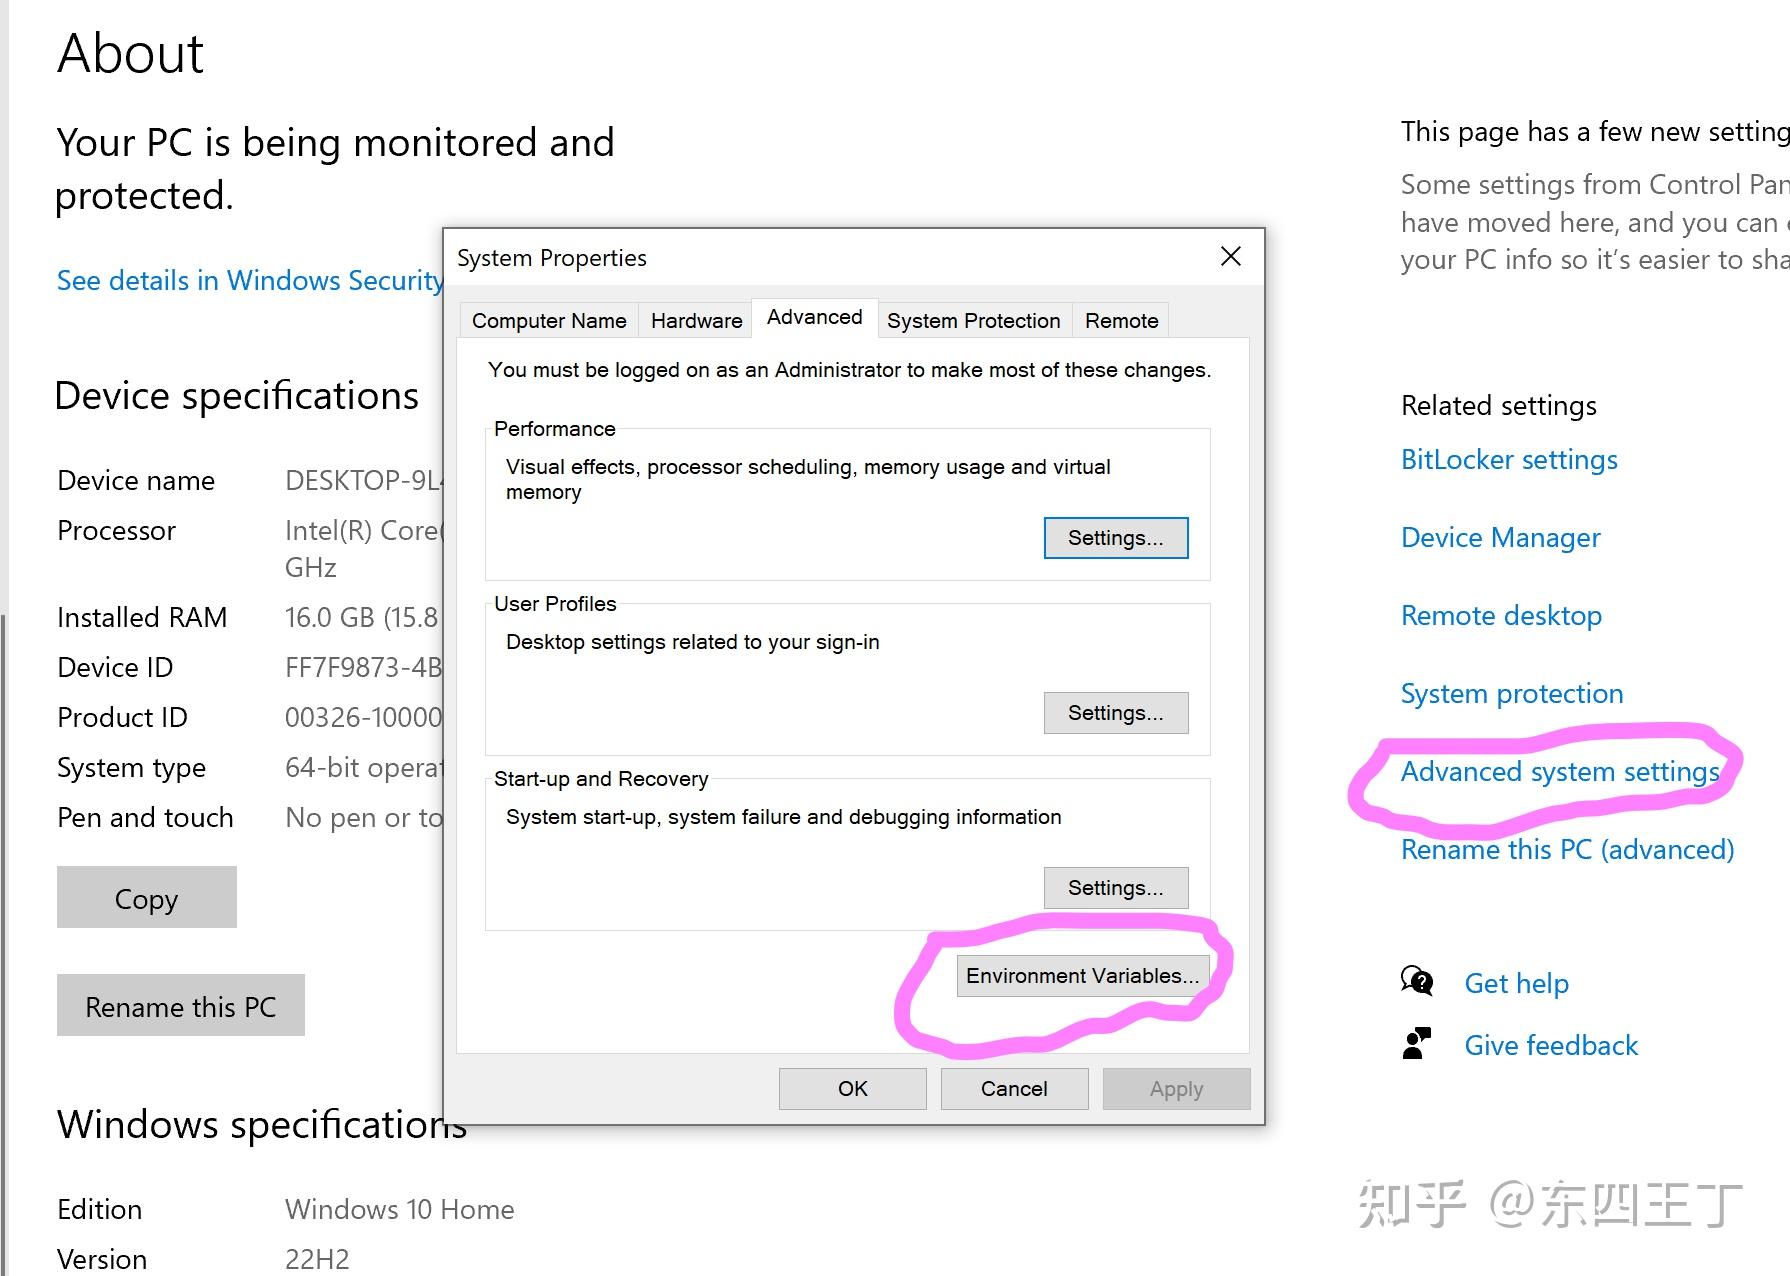 About
Your PC is being monitored and
protected.
See details in Windows Security
Device specifications
Device name DESKTOP-9L4
Processor Intel(R) Core(
GHz
Installed RAM 16.0 GB (15.8
Device ID FF7F9873-4B
Product ID 00326-10000
System type 64-bit operat
Pen and touch No pen or to
Copy
Rename this PC
Windows specifications
Edition Windows 10 Home
Version 22H2
System Properties
Computer Name Hardware Advanced System Protection Remote
You must be logged on as an Administrator to make most of these changes.
Performance
Visual effects, processor scheduling, memory usage and virtual
memory
Settings...
User Profiles
Desktop settings related to your sign-in
Settings...
Start-up and Recovery
System start-up, system failure and debugging information
Settings...
Environment Variables...
OK Cancel Apply
This page has a few new setting
Some settings from Control Pan
have moved here, and you can
your PC info so it's easier to sha
Related settings
BitLocker settings
Device Manager
Remote desktop
System protection
Advanced system settings
Rename this PC (advanced)
Get help
Give feedback
知乎 @东四王丁